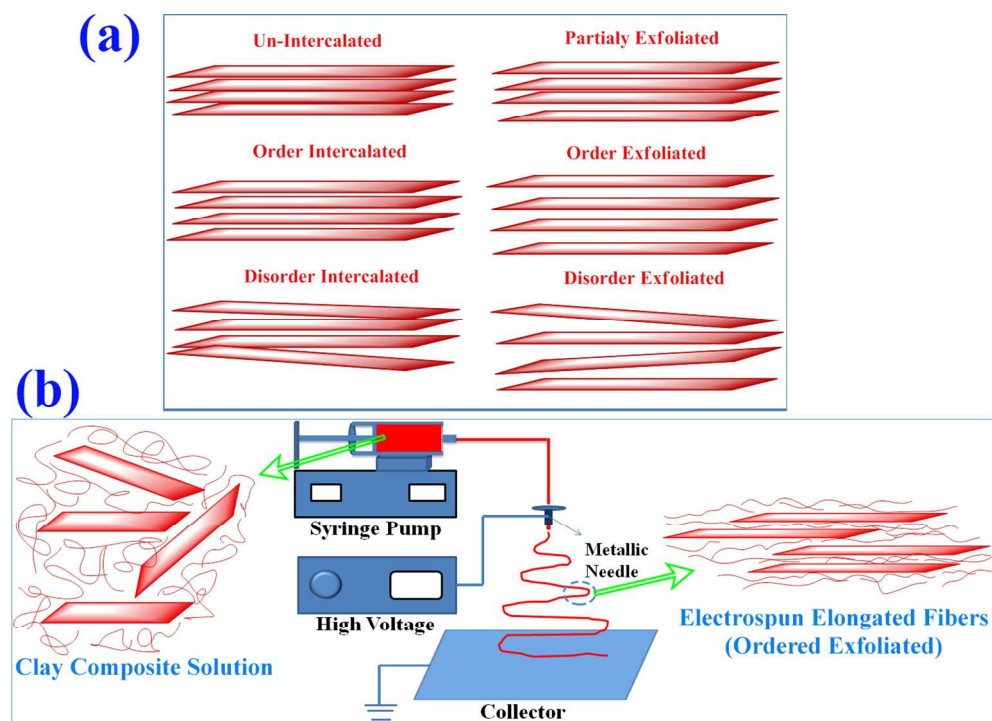 (a)
Un-Intercalated
Partialy Exfoliated
Order Intercalated
Order Exfoliated
Disorder Intercalated
Disorder Exfoliated
(b)
Syringe Pump
Metallic
Needle
High Voltage
Electrospun Elongated Fibers
(Ordered Exfoliated)
Clay Composite Solution
Collector